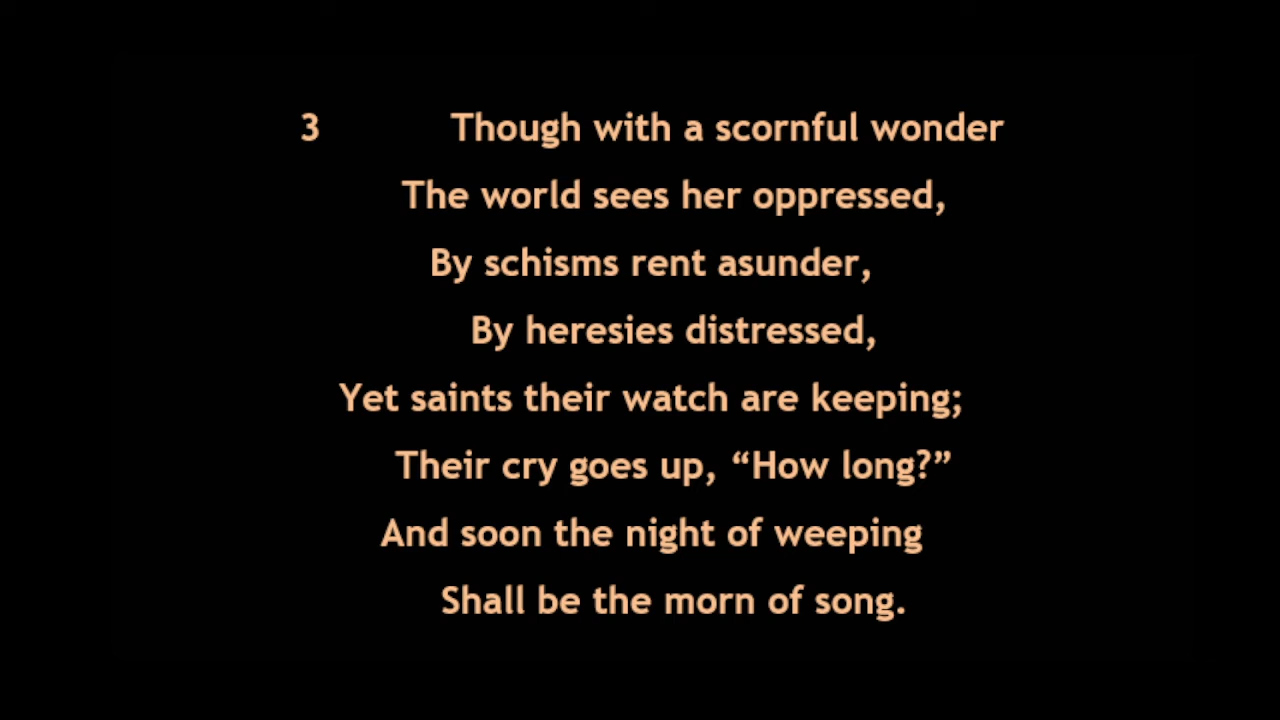 3 Though with a scornful wonder
The world sees her oppressed,
By schisms rent asunder,
By heresies distressed,
Yet saints their watch are keeping;
Their cry goes up, “How long?”
And soon the night of weeping
Shall be the morn of song.